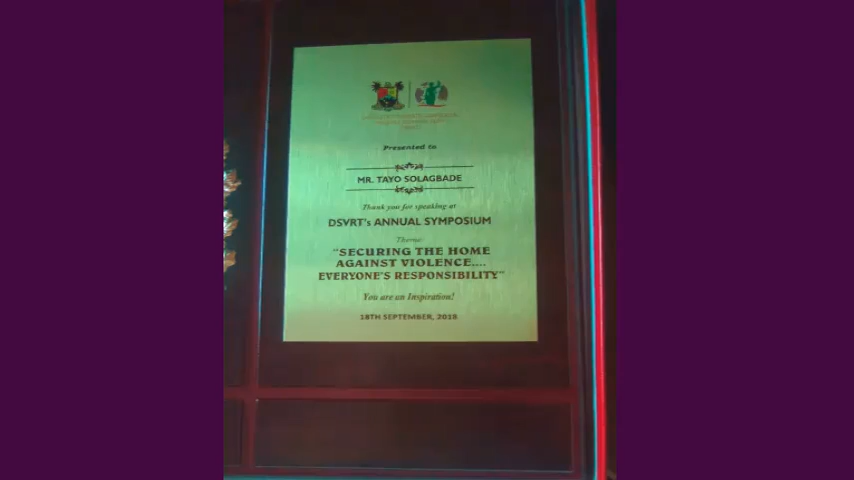 Presented to
MR. TAYO SOLAGBADE
Thank you for speaking at
DSVRT's ANNUAL SYMPOSIUM
Theme:
"SECURING THE HOME
AGAINST VIOLENCE....
EVERYONE'S RESPONSIBILITY"
You are an Inspiration!
18TH SEPTEMBER, 2018